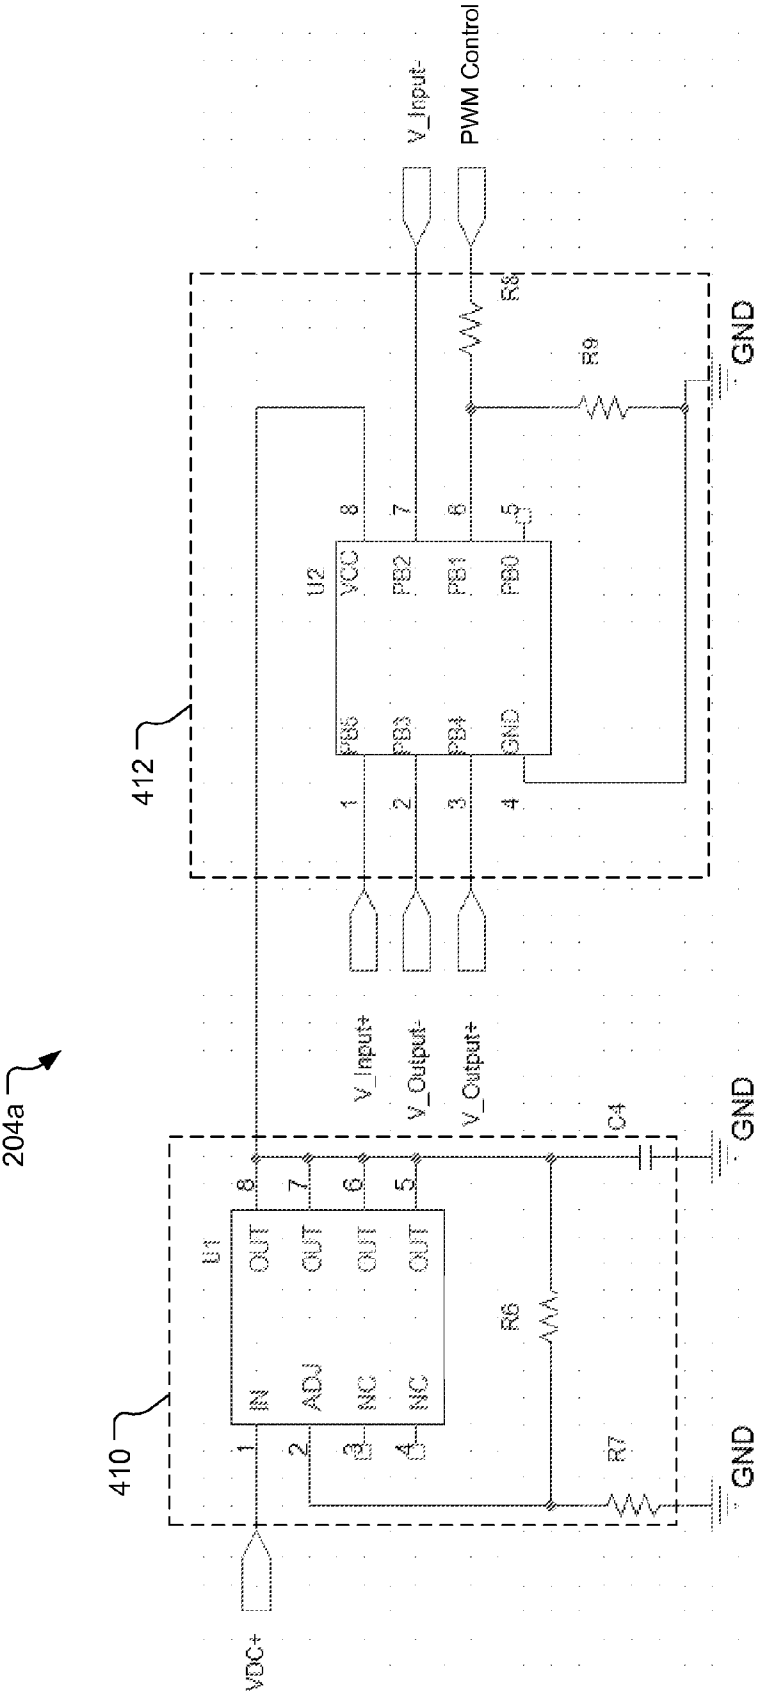 204a
410
412
VDC+
U1
1 IN
2 ADJ
3 NC
4 NC
OUT 8
OUT 7
OUT 6
OUT 5
R6
R7
C4
GND
GND
V_Input+
V_Output-
V_Output+
U2
1 PB5
2 PB3
3 PB4
4 GND
VCC 8
PB2 7
PB1 6
PB0 5
R8
R9
V_Input-
PWM Control
GND